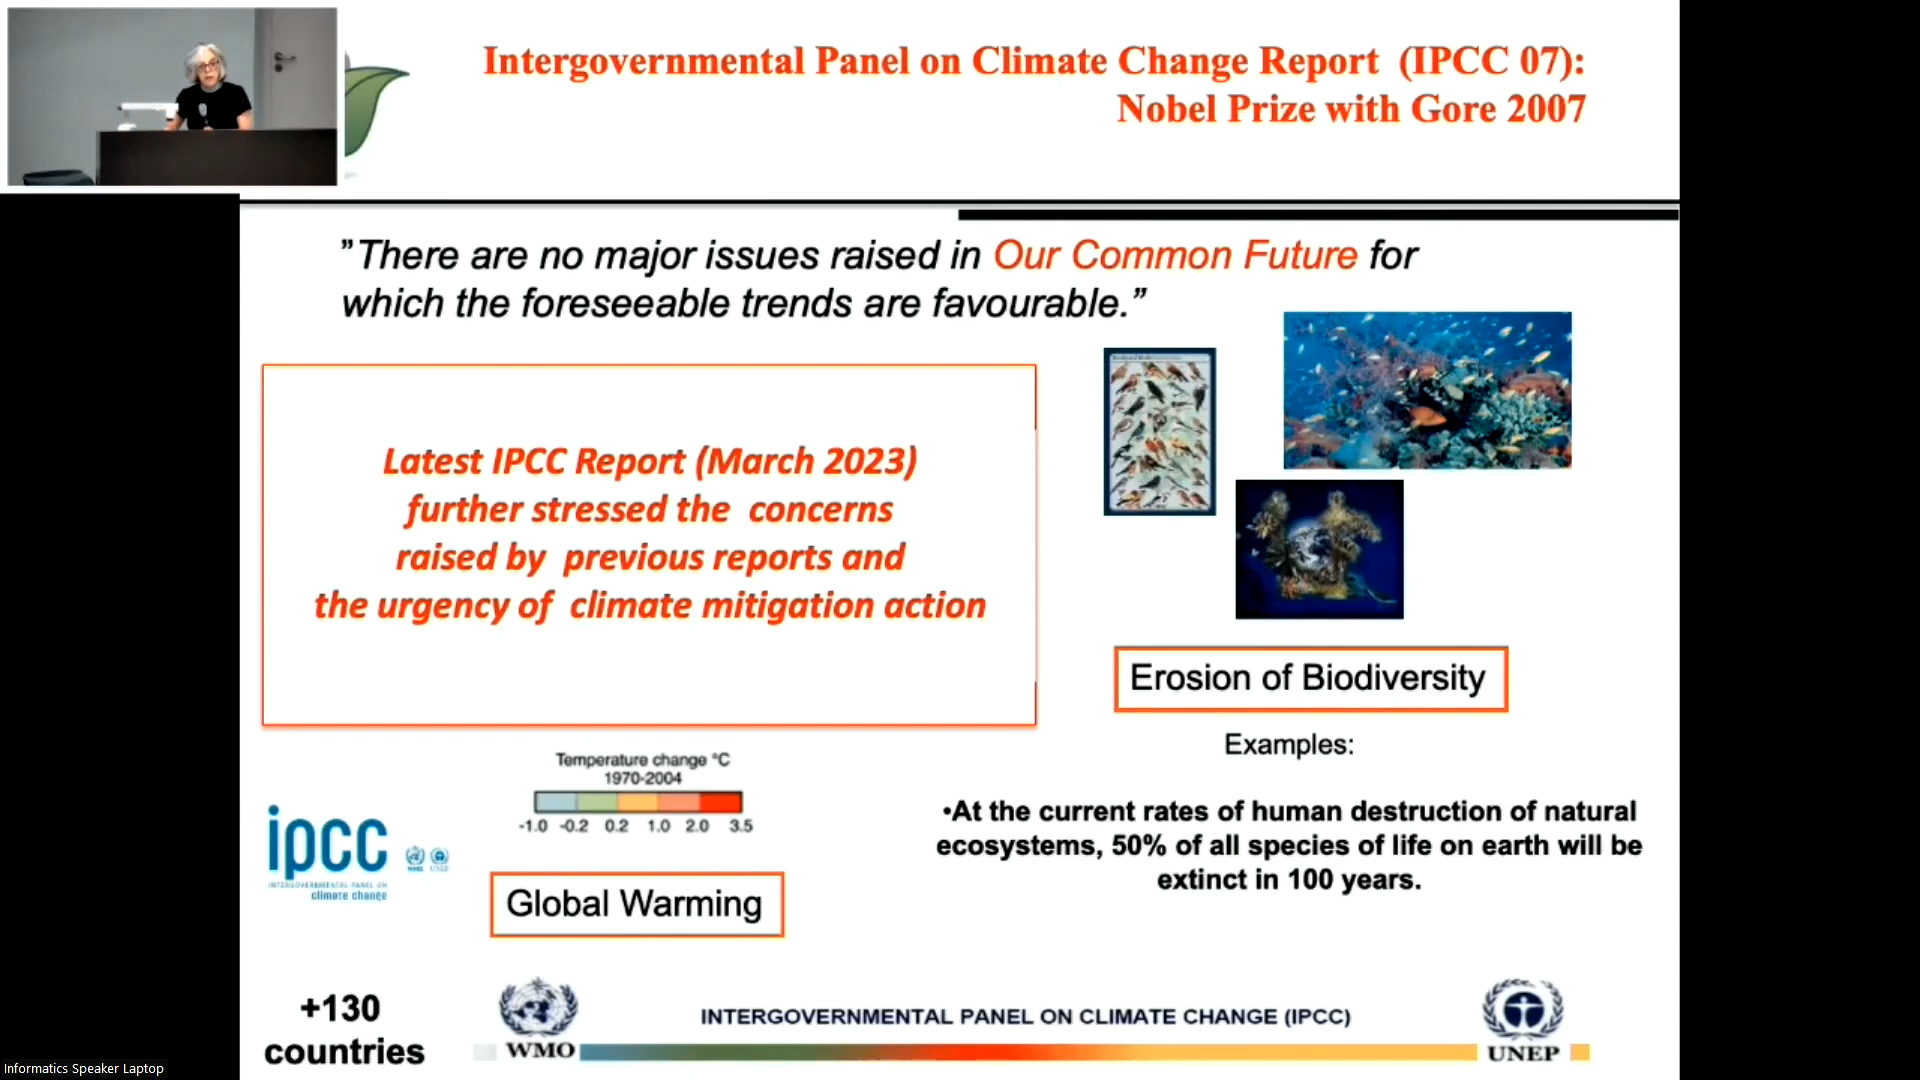 Intergovernmental Panel on Climate Change Report (IPCC 07):
Nobel Prize with Gore 2007
”There are no major issues raised in Our Common Future for
which the foreseeable trends are favourable.”
Latest IPCC Report (March 2023)
further stressed the concerns
raised by previous reports and
the urgency of climate mitigation action
Erosion of Biodiversity
Examples:
•At the current rates of human destruction of natural
ecosystems, 50% of all species of life on earth will be
extinct in 100 years.
Temperature change °C
1970-2004
-1.0 -0.2 0.2 1.0 2.0 3.5
ipcc
INTERGOVERNMENTAL PANEL ON
climate change
WMO UNEP
Global Warming
+130
countries
WMO
INTERGOVERNMENTAL PANEL ON CLIMATE CHANGE (IPCC)
UNEP
Informatics Speaker Laptop